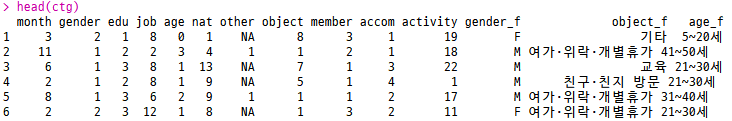 > head(ctg)
month gender edu job age nat other object member accom activity gender_f object_f age_f
1 3 2 1 8 0 1 NA 8 3 1 19 F 기타 5~20세
2 11 1 2 2 3 4 1 1 2 1 18 M 여가·위락·개별휴가 41~50세
3 6 1 3 8 1 13 NA 7 1 3 22 M 교육 21~30세
4 2 1 2 8 1 9 NA 5 1 4 1 M 친구·친지 방문 21~30세
5 8 1 3 6 2 9 1 1 1 2 17 M 여가·위락·개별휴가 31~40세
6 2 2 3 12 1 8 NA 1 3 2 11 F 여가·위락·개별휴가 21~30세